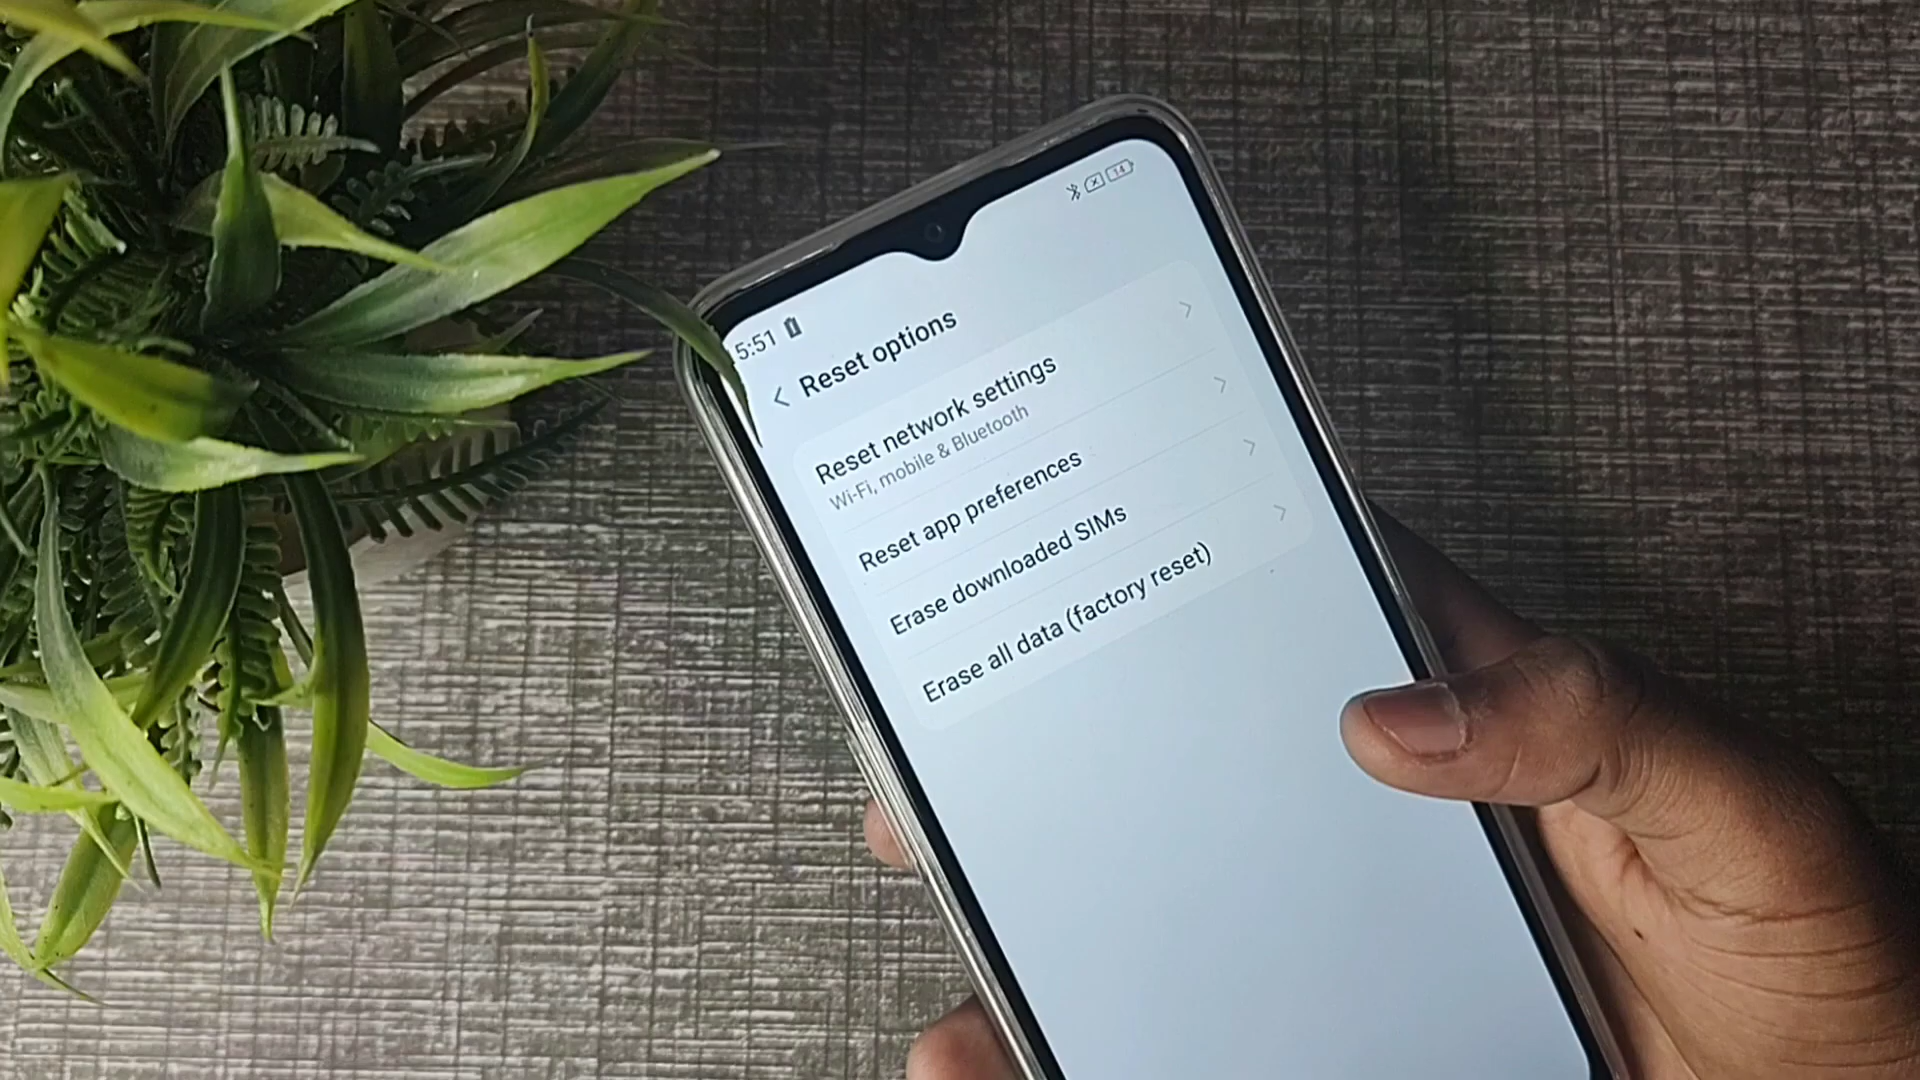 5:51
14
Reset options
Reset network settings
Wi-Fi, mobile & Bluetooth
Reset app preferences
Erase downloaded SIMs
Erase all data (factory reset)